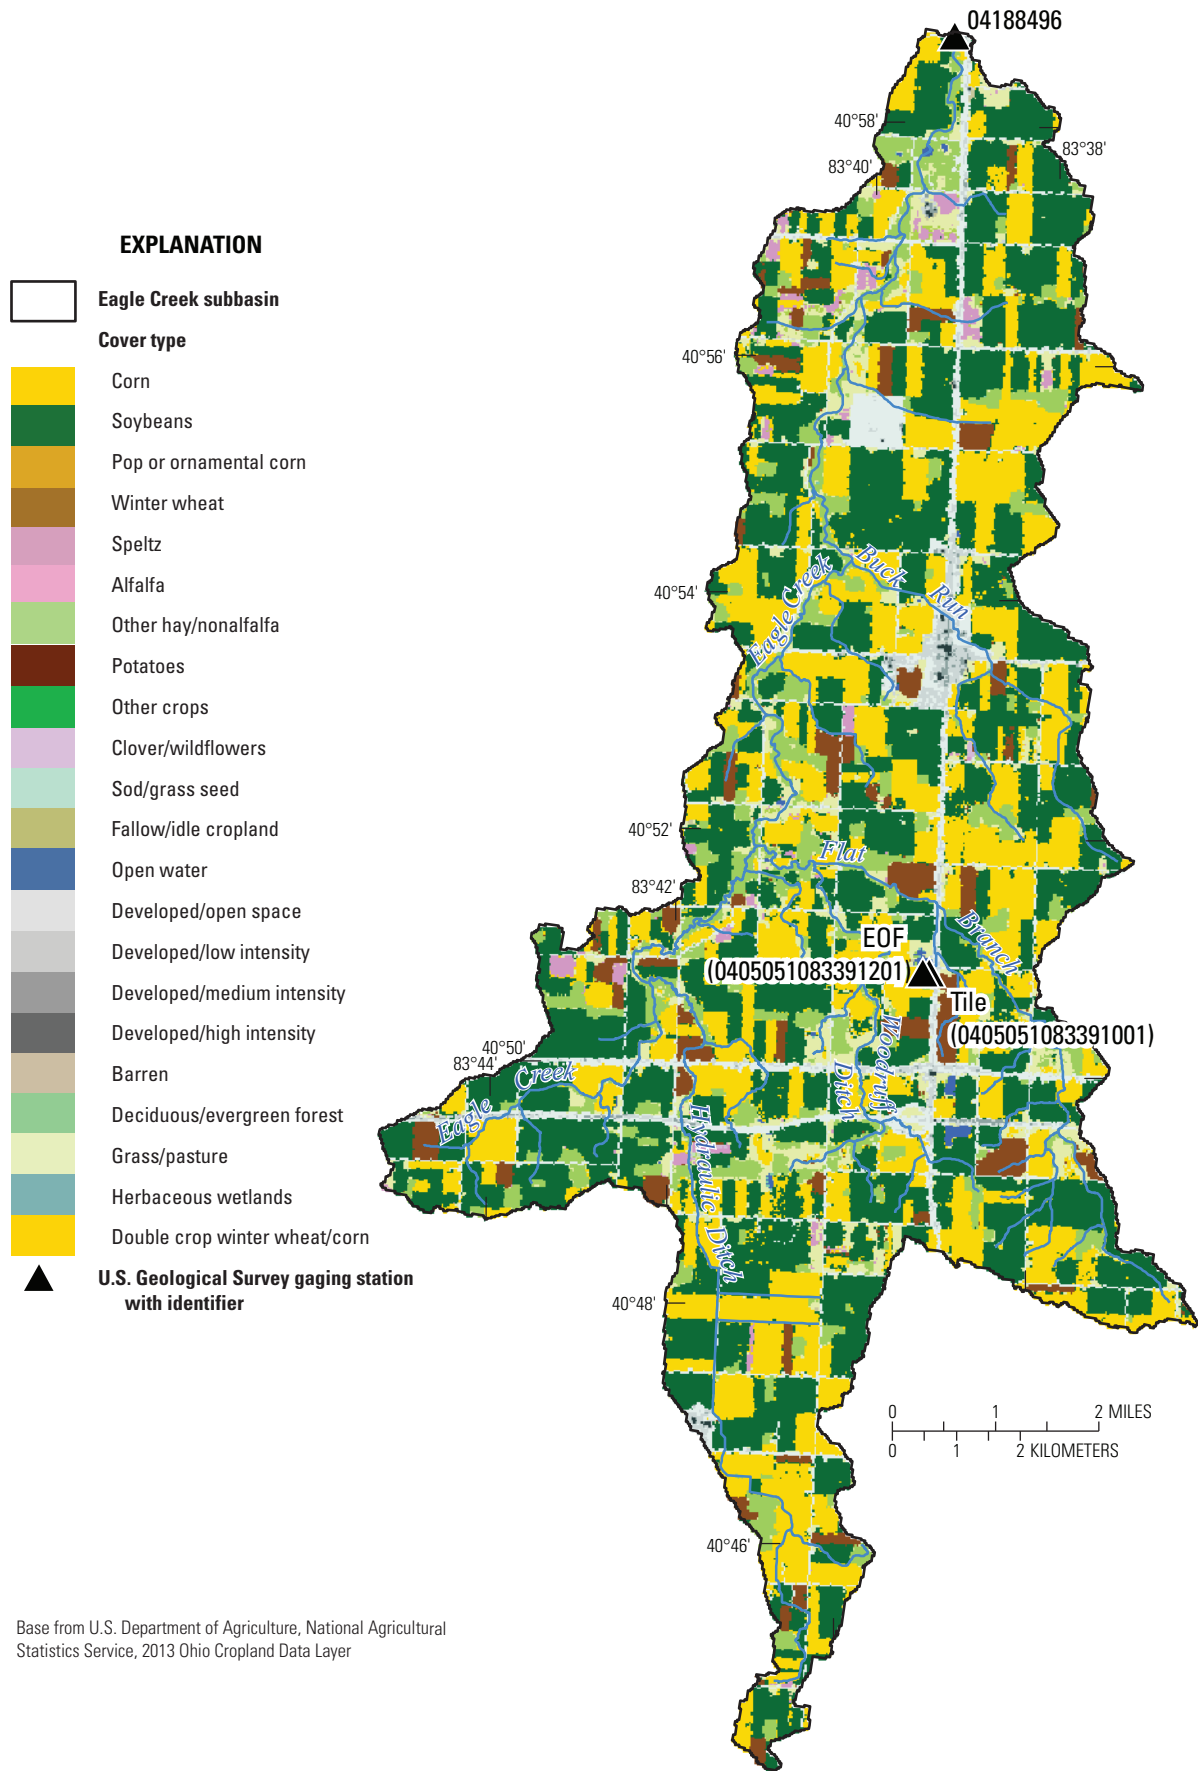 04188496
40°58'
83°38'
83°40'
EXPLANATION
Eagle Creek subbasin
Cover type
Corn
Soybeans
Pop or ornamental corn
Winter wheat
Speltz
Alfalfa
Other hay/nonalfalfa
Potatoes
Other crops
Clover/wildflowers
Sod/grass seed
Fallow/idle cropland
Open water
Developed/open space
Developed/low intensity
Developed/medium intensity
Developed/high intensity
Barren
Deciduous/evergreen forest
Grass/pasture
Herbaceous wetlands
Double crop winter wheat/corn
U.S. Geological Survey gaging station
with identifier
40°56'
40°54'
Eagle Creek
Buck Run
40°52'
83°42'
Flat Branch
EOF
(0405051083391201)
Tile
(0405051083391001)
Woodruff
Ditch
40°50'
83°44'
Eagle Creek
Hydraulic Ditch
40°48'
0 1 2 MILES
0 1 2 KILOMETERS
40°46'
Base from U.S. Department of Agriculture, National Agricultural
Statistics Service, 2013 Ohio Cropland Data Layer